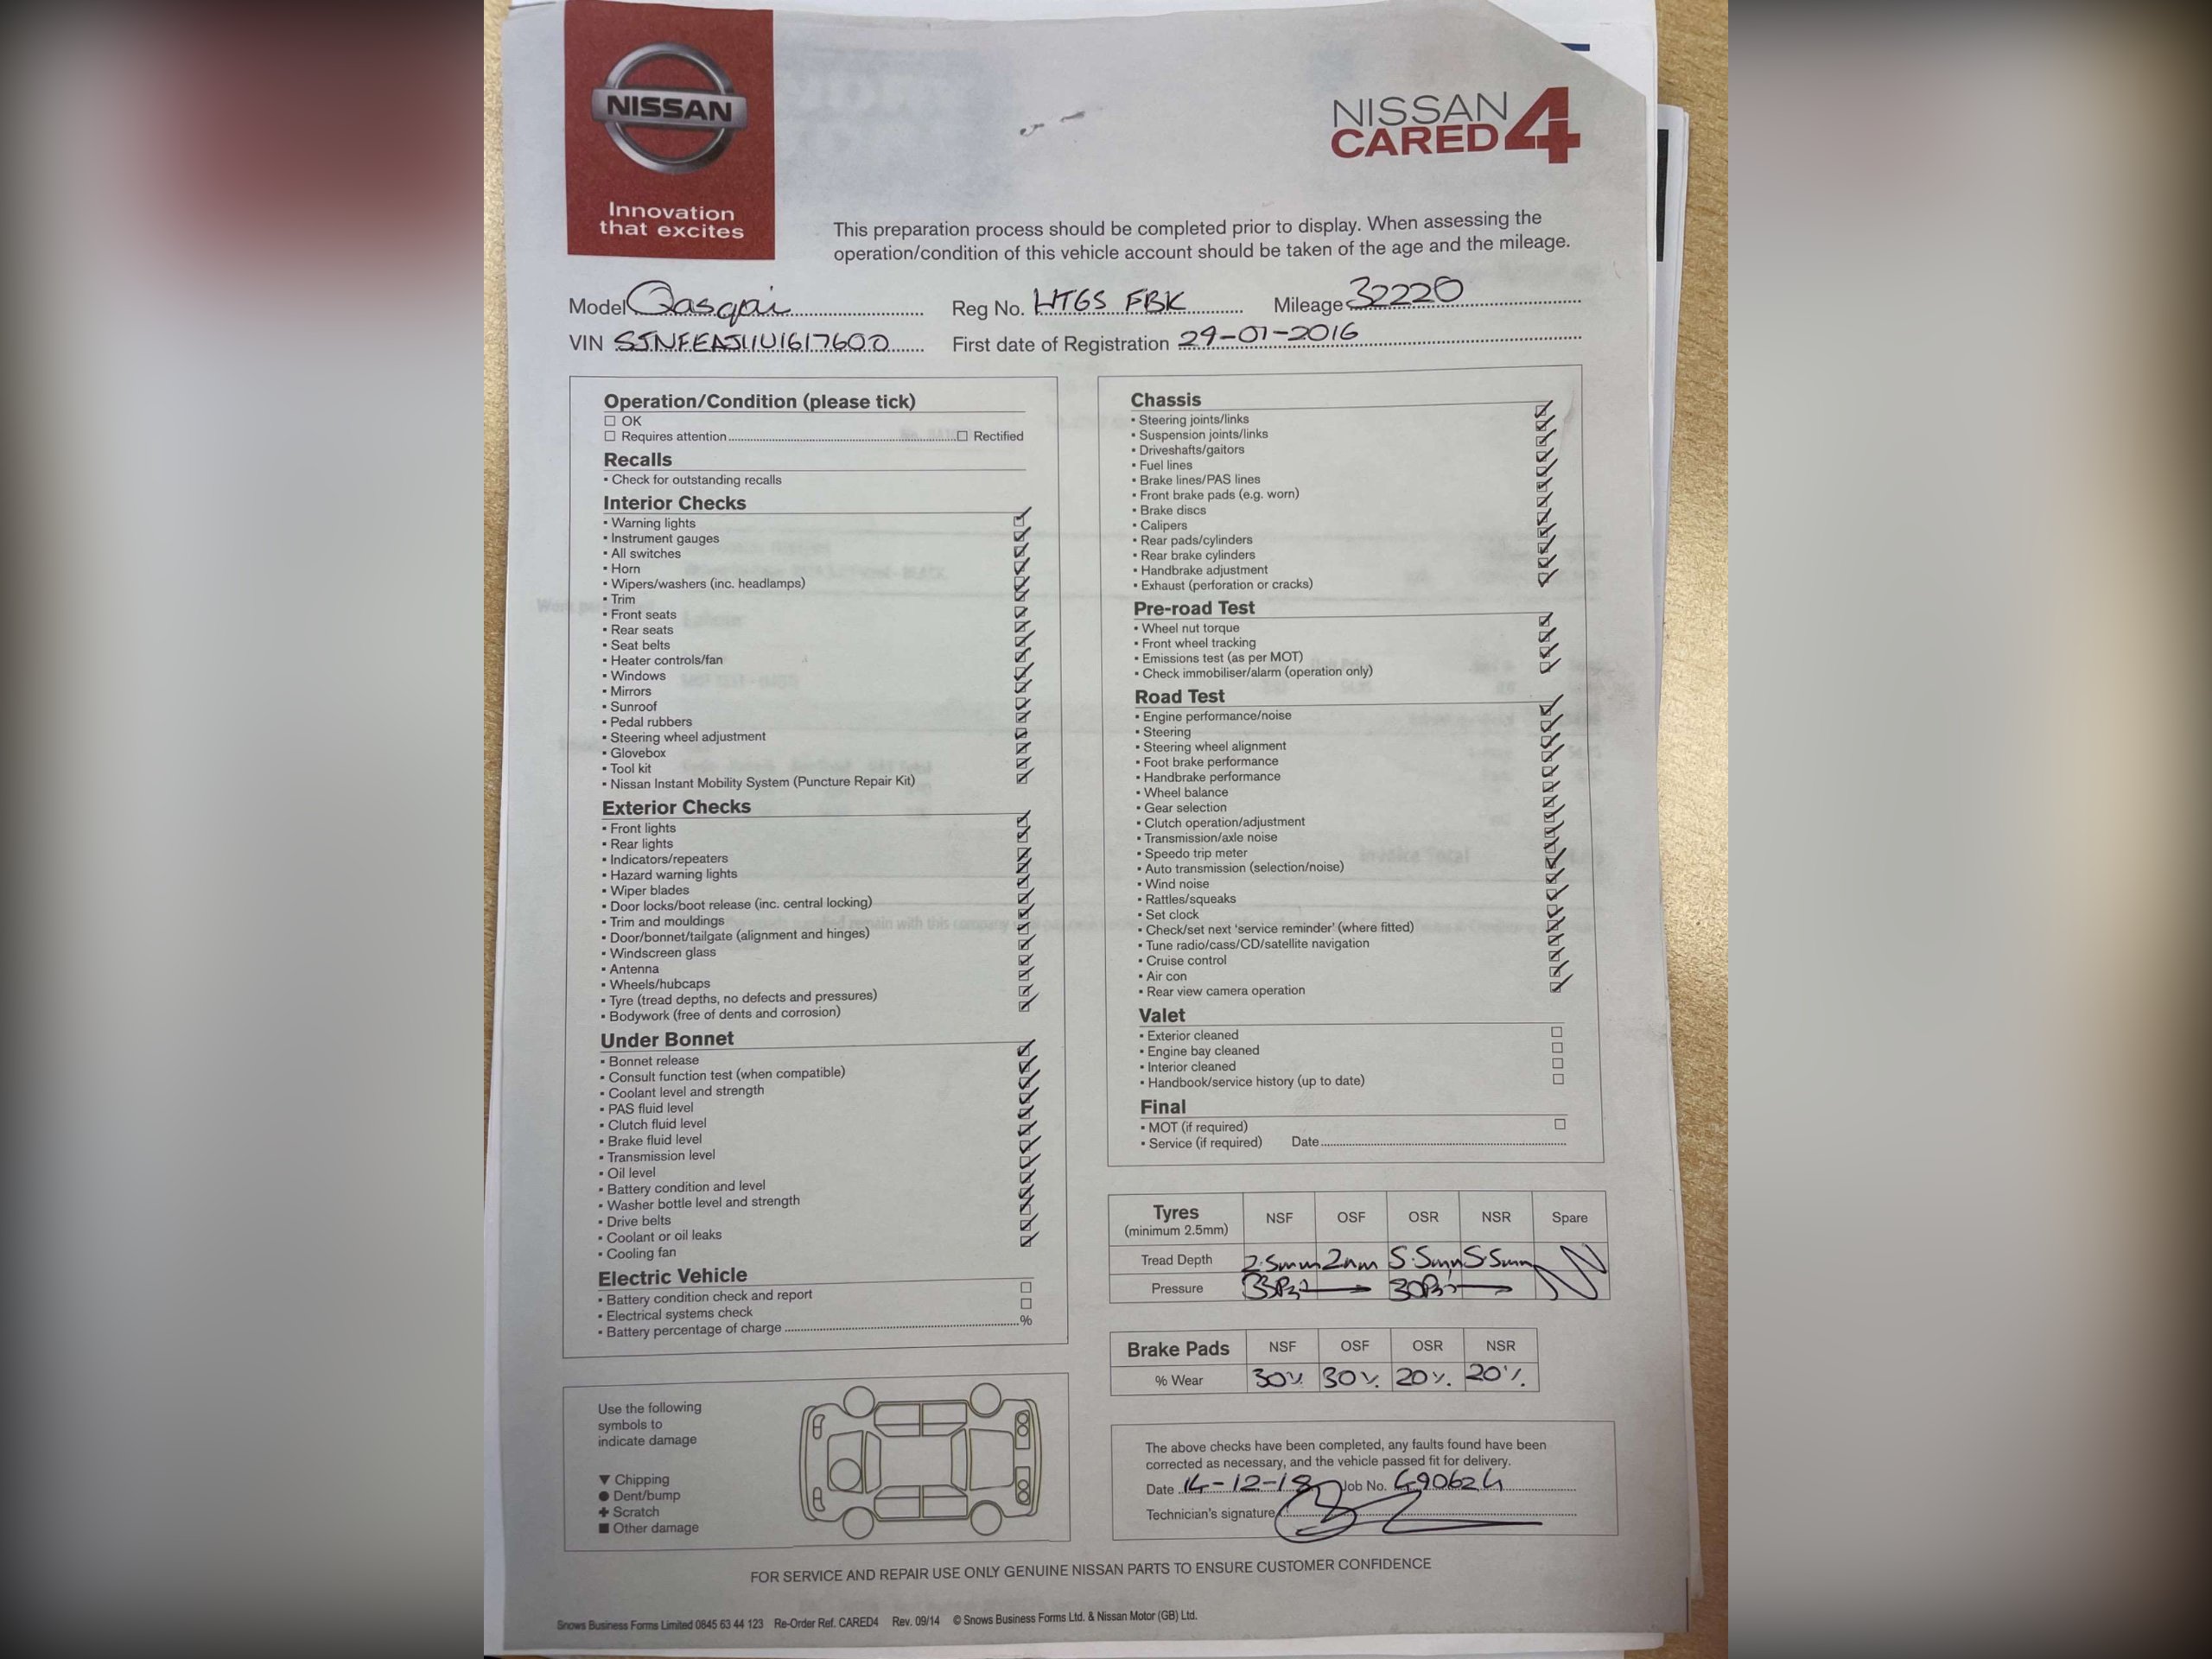 NISSAN
Innovation
that excites
NISSAN
CARED 4
This preparation process should be completed prior to display. When assessing the
operation/condition of this vehicle account should be taken of the age and the mileage.
Model Qasqai Reg No. HT65 FBK Mileage 32220
VIN SJNFEAJ11U1617600 First date of Registration 29-01-2016
Operation/Condition (please tick)
OK
Requires attention Rectified
Recalls
Check for outstanding recalls
Interior Checks
Warning lights
Instrument gauges
All switches
Horn
Wipers/washers (inc. headlamps)
Trim
Front seats
Rear seats
Seat belts
Heater controls/fan
Windows
Mirrors
Sunroof
Pedal rubbers
Steering wheel adjustment
Glovebox
Tool kit
Nissan Instant Mobility System (Puncture Repair Kit)
Exterior Checks
Front lights
Rear lights
Indicators/repeaters
Hazard warning lights
Wiper blades
Door locks/boot release (inc. central locking)
Trim and mouldings
Door/bonnet/tailgate (alignment and hinges)
Windscreen glass
Antenna
Wheels/hubcaps
Tyre (tread depths, no defects and pressures)
Bodywork (free of dents and corrosion)
Under Bonnet
Bonnet release
Consult function test (when compatible)
Coolant level and strength
PAS fluid level
Clutch fluid level
Brake fluid level
Transmission level
Oil level
Battery condition and level
Washer bottle level and strength
Drive belts
Coolant or oil leaks
Cooling fan
Electric Vehicle
Battery condition check and report
Electrical systems check
Battery percentage of charge %
Use the following
symbols to
indicate damage
▼ Chipping
● Dent/bump
✚ Scratch
■ Other damage
Chassis
Steering joints/links
Suspension joints/links
Driveshafts/gaitors
Fuel lines
Brake lines/PAS lines
Front brake pads (e.g. worn)
Brake discs
Calipers
Rear pads/cylinders
Rear brake cylinders
Handbrake adjustment
Exhaust (perforation or cracks)
Pre-road Test
Wheel nut torque
Front wheel tracking
Emissions test (as per MOT)
Check immobiliser/alarm (operation only)
Road Test
Engine performance/noise
Steering
Steering wheel alignment
Foot brake performance
Handbrake performance
Wheel balance
Gear selection
Clutch operation/adjustment
Transmission/axle noise
Speedo trip meter
Auto transmission (selection/noise)
Wind noise
Rattles/squeaks
Set clock
Check/set next 'service reminder' (where fitted)
Tune radio/cass/CD/satellite navigation
Cruise control
Air con
Rear view camera operation
Valet
Exterior cleaned
Engine bay cleaned
Interior cleaned
Handbook/service history (up to date)
Final
MOT (if required)
Service (if required) Date
Tyres NSF OSF OSR NSR Spare
(minimum 2.5mm)
Tread Depth 2.5mm 2mm 5.5mm 5.5mm
Pressure 33Psi 30Psi
Brake Pads NSF OSF OSR NSR
% Wear 30% 30% 20% 20%
The above checks have been completed, any faults found have been
corrected as necessary, and the vehicle passed fit for delivery.
Date 14-12-18 Job No. 490624
Technician's signature
FOR SERVICE AND REPAIR USE ONLY GENUINE NISSAN PARTS TO ENSURE CUSTOMER CONFIDENCE
Snows Business Forms Limited 0845 63 44 123 Re-Order Ref. CARED4 Rev. 09/14 © Snows Business Forms Ltd. & Nissan Motor (GB) Ltd.